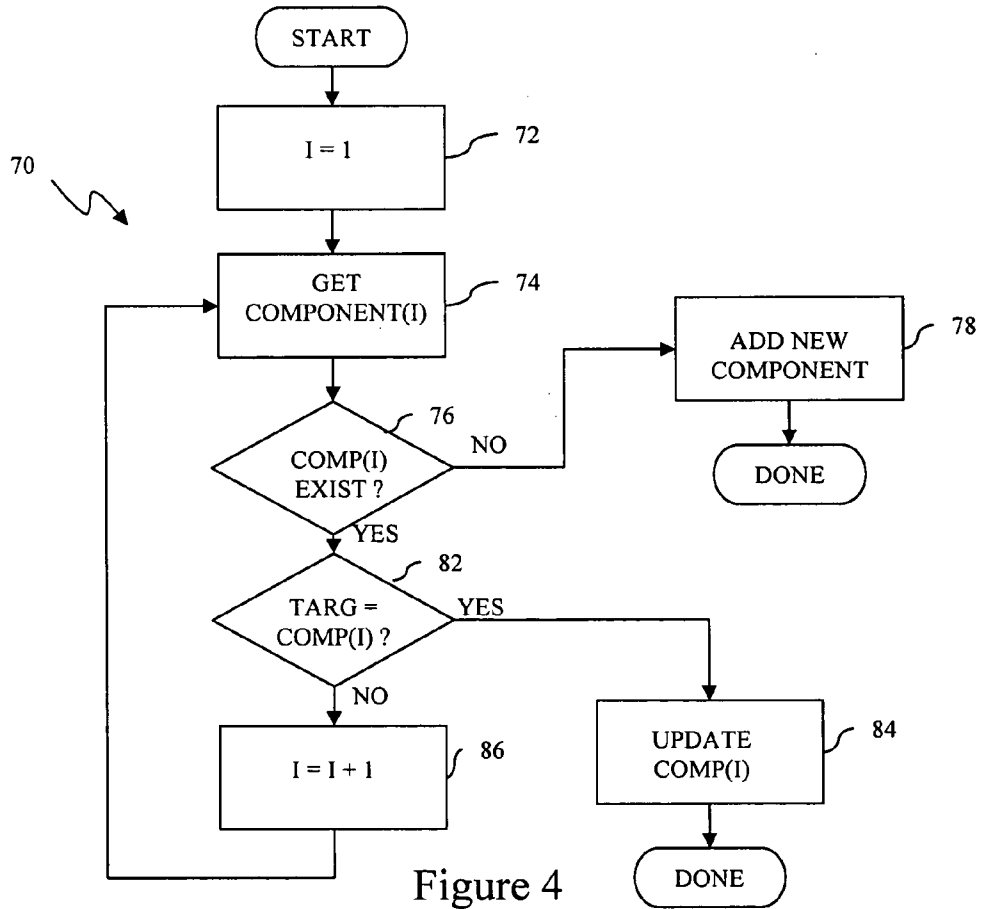 START
I = 1
72
70
GET
COMPONENT(I)
74
ADD NEW
COMPONENT
78
76
COMP(I)
EXIST ?
NO
DONE
YES
82
TARG =
COMP(I) ?
YES
NO
I = I + 1
86
UPDATE
COMP(I)
84
DONE
Figure 4